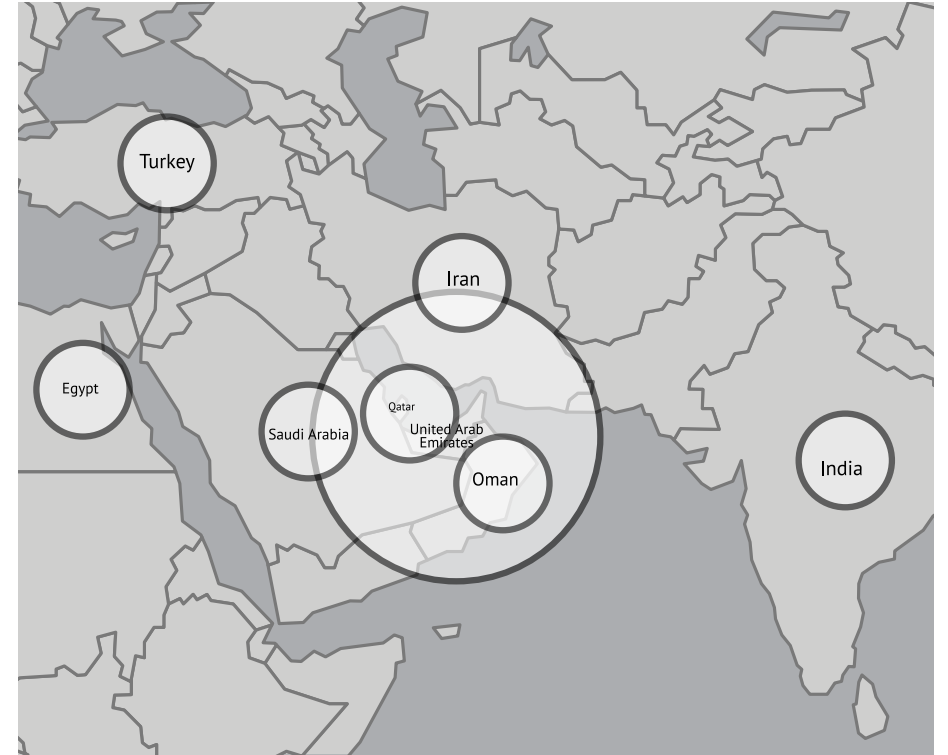 Turkey
Iran
Egypt
Qatar
United Arab
Emirates
Saudi Arabia
India
Oman